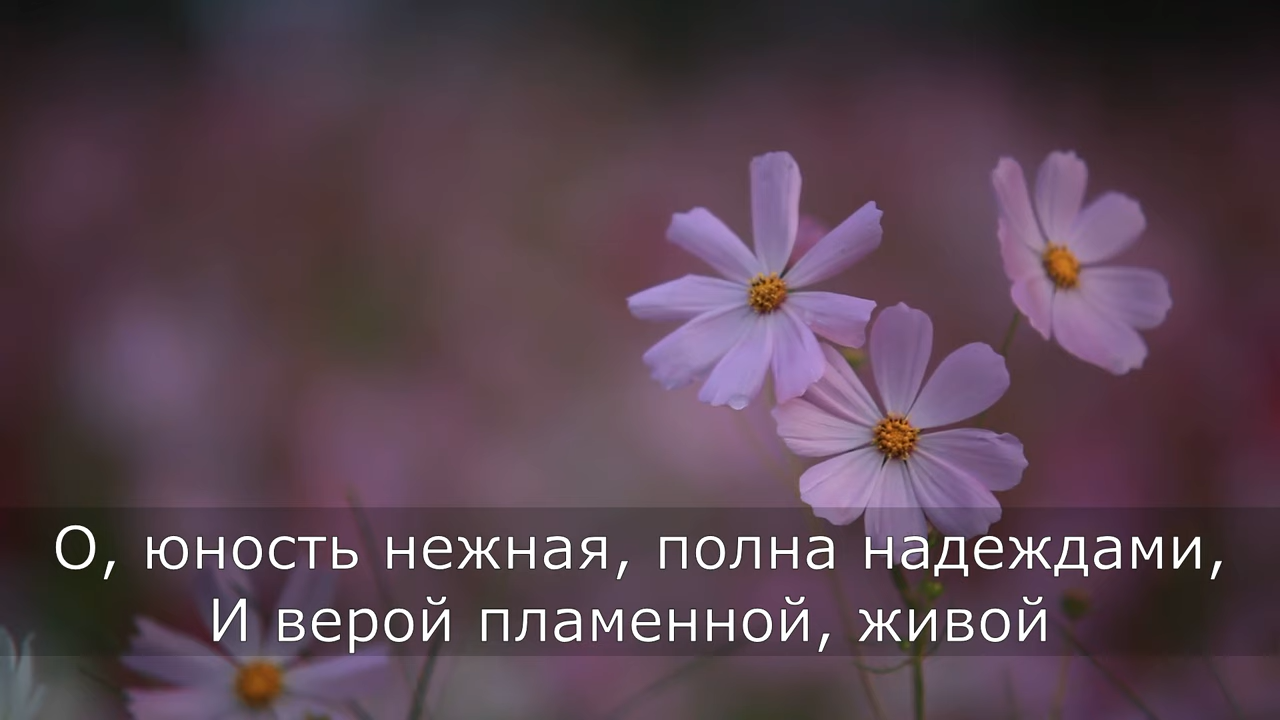 О, юность нежная, полна надеждами,
И верой пламенной, живой